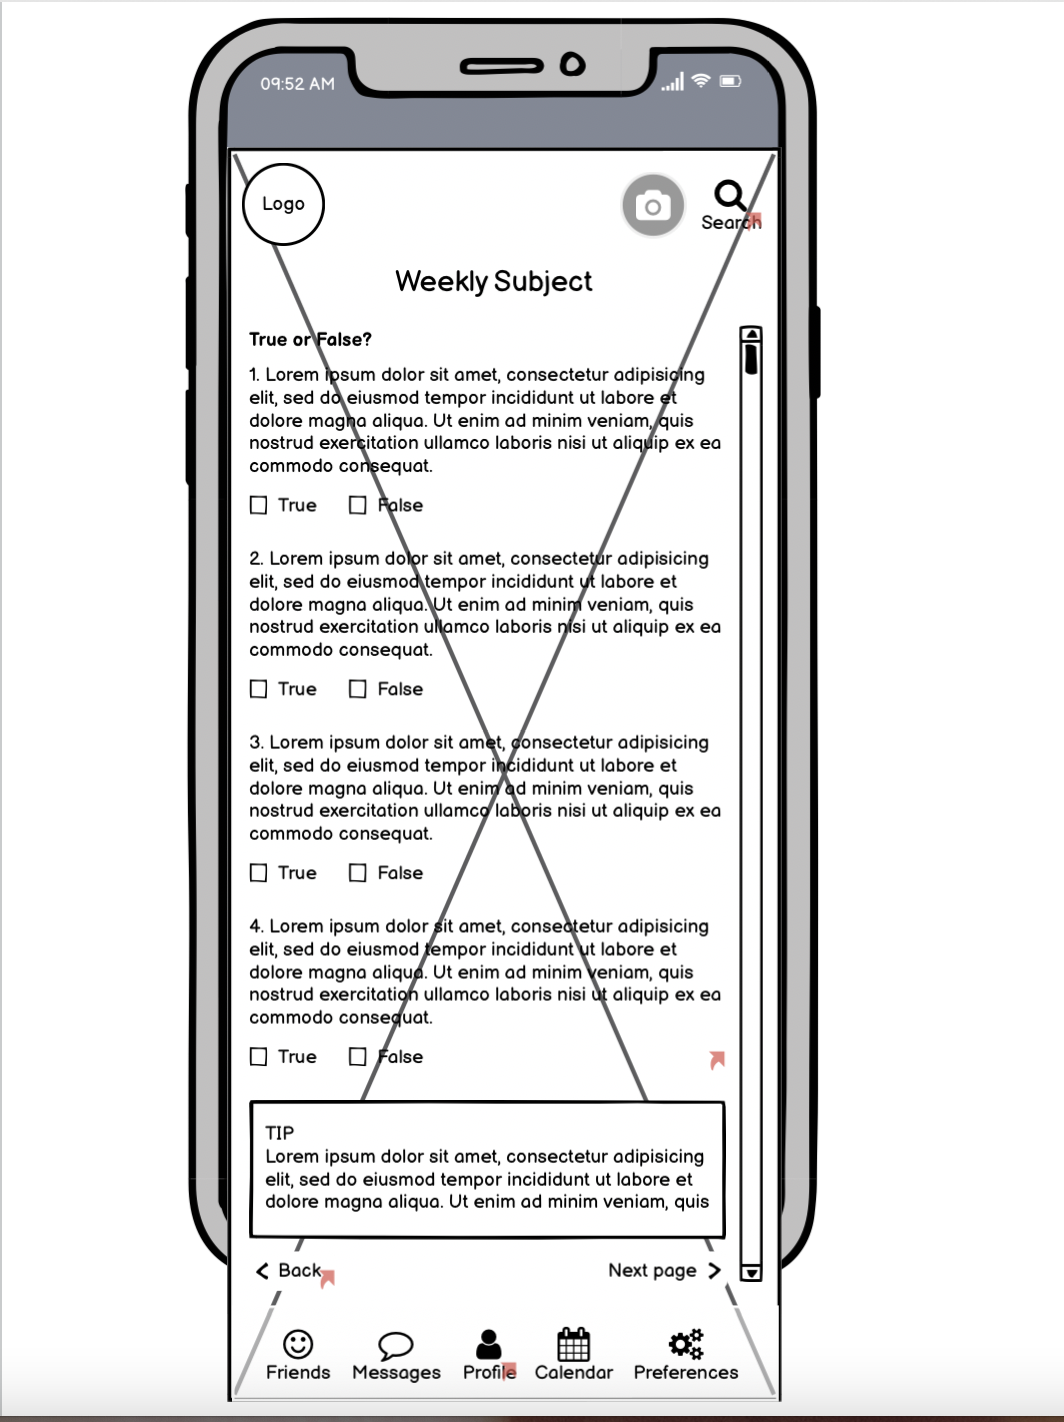 09:52 AM
Logo
Search
Weekly Subject
True or False?
1. Lorem ipsum dolor sit amet, consectetur adipisicing
elit, sed do eiusmod tempor incididunt ut labore et
dolore magna aliqua. Ut enim ad minim veniam, quis
nostrud exercitation ullamco laboris nisi ut aliquip ex ea
commodo consequat.
True False
2. Lorem ipsum dolor sit amet, consectetur adipisicing
elit, sed do eiusmod tempor incididunt ut labore et
dolore magna aliqua. Ut enim ad minim veniam, quis
nostrud exercitation ullamco laboris nisi ut aliquip ex ea
commodo consequat.
True False
3. Lorem ipsum dolor sit amet, consectetur adipisicing
elit, sed do eiusmod tempor incididunt ut labore et
dolore magna aliqua. Ut enim ad minim veniam, quis
nostrud exercitation ullamco laboris nisi ut aliquip ex ea
commodo consequat.
True False
4. Lorem ipsum dolor sit amet, consectetur adipisicing
elit, sed do eiusmod tempor incididunt ut labore et
dolore magna aliqua. Ut enim ad minim veniam, quis
nostrud exercitation ullamco laboris nisi ut aliquip ex ea
commodo consequat.
True False
TIP
Lorem ipsum dolor sit amet, consectetur adipisicing
elit, sed do eiusmod tempor incididunt ut labore et
dolore magna aliqua. Ut enim ad minim veniam, quis
Back Next page
Friends Messages Profile Calendar Preferences